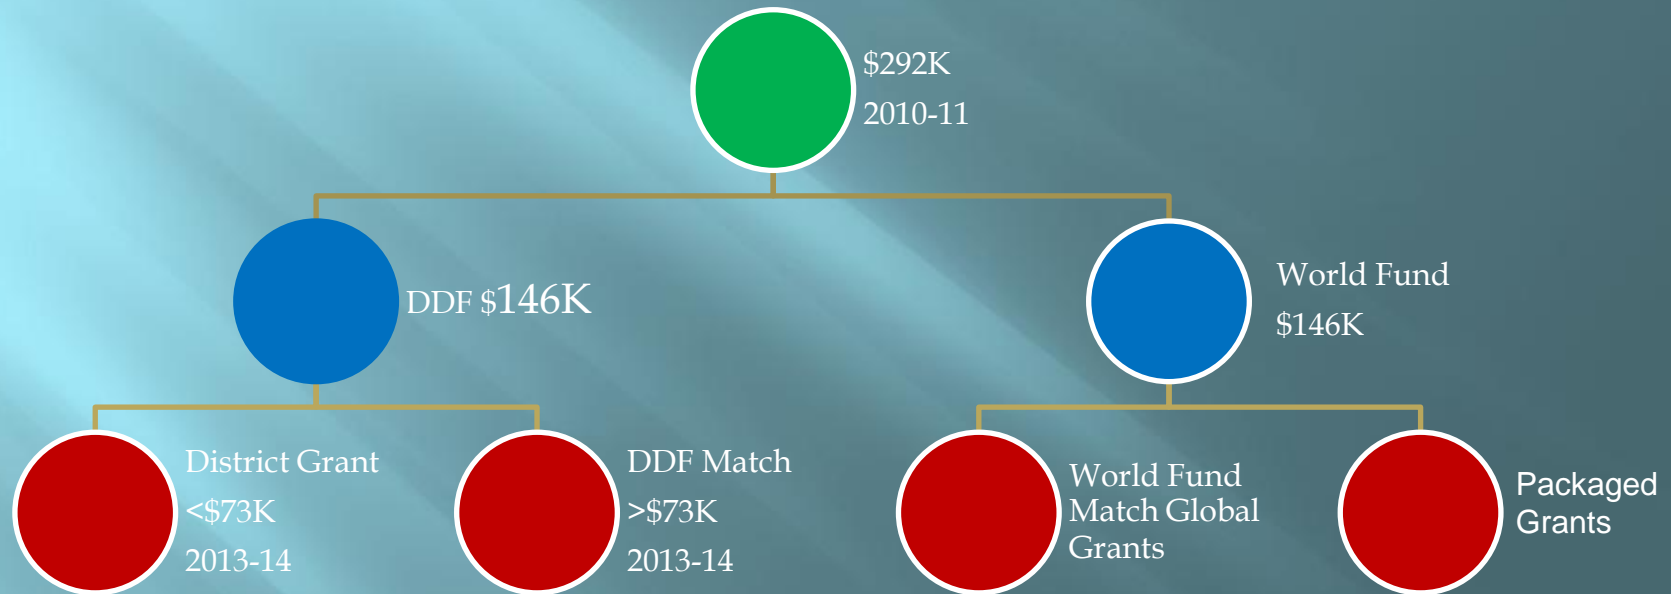 $292K
2010-11
DDF $146K
World Fund
$146K
District Grant
<$73K
2013-14
DDF Match
>$73K
2013-14
World Fund
Match Global
Grants
Packaged
Grants